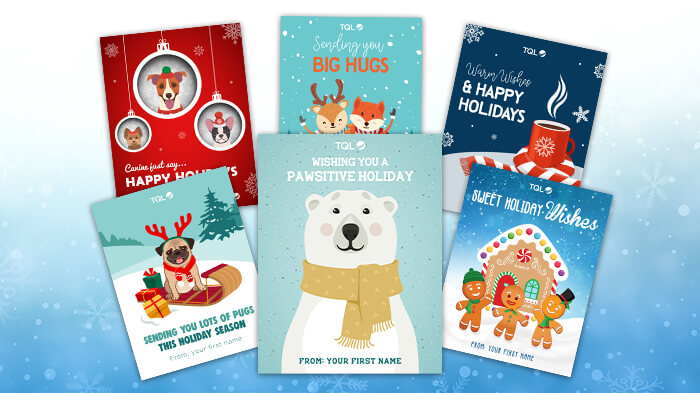 Canine just say...
HAPPY HOLIDAYS
TQL
Sending you
BIG HUGS
TQL
Warm Wishes
& HAPPY
HOLIDAYS
TQL
SENDING YOU LOTS OF PUGS
THIS HOLIDAY SEASON
From: your first name
TQL
WISHING YOU A
PAWSITIVE HOLIDAY
FROM: YOUR FIRST NAME
TQL
SWEET HOLIDAY Wishes
FROM: YOUR FIRST NAME